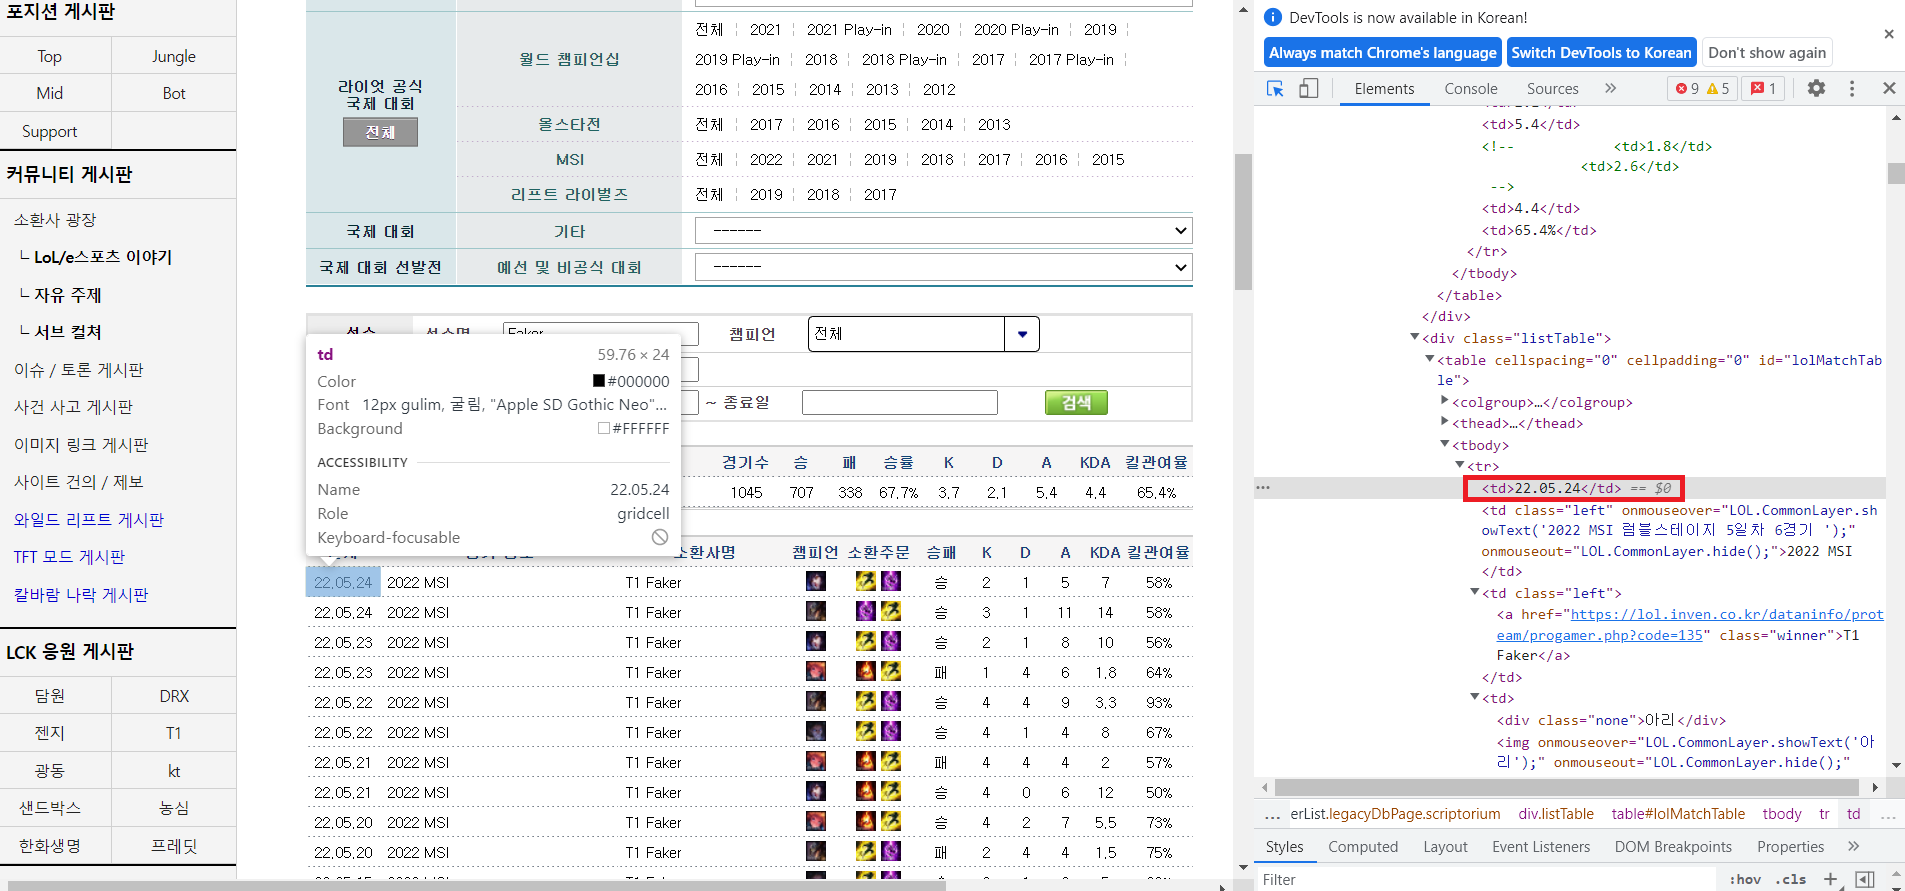 포지션 게시판
Top
Jungle
Mid
Bot
Support
커뮤니티 게시판
소환사 광장
└ LoL/e스포츠 이야기
└ 자유 주제
└ 서브 컬쳐
이슈 / 토론 게시판
사건 사고 게시판
이미지 링크 게시판
사이트 건의 / 제보
와일드 리프트 게시판
TFT 모드 게시판
칼바람 나락 게시판
LCK 응원 게시판
담원
DRX
젠지
T1
광동
kt
샌드박스
농심
한화생명
프레딧
라이엇 공식
국제 대회
전체
월드 챔피언십
전체 2021 2021 Play-in 2020 2020 Play-in 2019
2019 Play-in 2018 2018 Play-in 2017 2017 Play-in
2016 2015 2014 2013 2012
올스타전
전체 2017 2016 2015 2014 2013
MSI
전체 2022 2021 2019 2018 2017 2016 2015
리프트 라이벌즈
전체 2019 2018 2017
국제 대회
기타
------
국제 대회 선발전
예선 및 비공식 대회
------
챔피언
전체
~ 종료일
검색
td
59.76 × 24
Color
#000000
Font
12px gulim, 굴림, "Apple SD Gothic Neo"...
Background
#FFFFFF
ACCESSIBILITY
Name
22.05.24
Role
gridcell
Keyboard-focusable
경기수 승 패 승률 K D A KDA 킬관여율
1045 707 338 67.7% 3.7 2.1 5.4 4.4 65.4%
소환사명 챔피언 소환주문 승패 K D A KDA 킬관여율
22.05.24 2022 MSI T1 Faker 승 2 1 5 7 58%
22.05.24 2022 MSI T1 Faker 승 3 1 11 14 58%
22.05.23 2022 MSI T1 Faker 승 2 1 8 10 56%
22.05.23 2022 MSI T1 Faker 패 1 4 6 1.8 64%
22.05.22 2022 MSI T1 Faker 승 4 4 9 3.3 93%
22.05.22 2022 MSI T1 Faker 승 4 1 4 8 67%
22.05.21 2022 MSI T1 Faker 패 4 4 4 2 57%
22.05.21 2022 MSI T1 Faker 승 4 0 6 12 50%
22.05.20 2022 MSI T1 Faker 승 4 2 7 5.5 73%
22.05.20 2022 MSI T1 Faker 패 2 4 4 1.5 75%
DevTools is now available in Korean!
Always match Chrome's language
Switch DevTools to Korean
Don't show again
Elements Console Sources » 9 5 1
<td>5.4</td>
<!-- <td>1.8</td>
<td>2.6</td>
-->
<td>4.4</td>
<td>65.4%</td>
</tr>
</tbody>
</table>
</div>
<div class="listTable">
<table cellspacing="0" cellpadding="0" id="lolMatchTab
le">
<colgroup>…</colgroup>
<thead>…</thead>
<tbody>
<tr>
<td>22.05.24</td> == $0
<td class="left" onmouseover="LOL.CommonLayer.sh
owText('2022 MSI 럼블스테이지 5일차 6경기 ');"
onmouseout="LOL.CommonLayer.hide();">2022 MSI
</td>
<td class="left">
<a href="https://lol.inven.co.kr/dataninfo/prot
eam/progamer.php?code=135" class="winner">T1
Faker</a>
</td>
<td>
<div class="none">아리</div>
<img onmouseover="LOL.CommonLayer.showText('아
리');" onmouseout="LOL.CommonLayer.hide();"
... erList.legacyDbPage.scriptorium div.listTable table#lolMatchTable tbody tr td ...
Styles Computed Layout Event Listeners DOM Breakpoints Properties »
Filter :hov .cls +